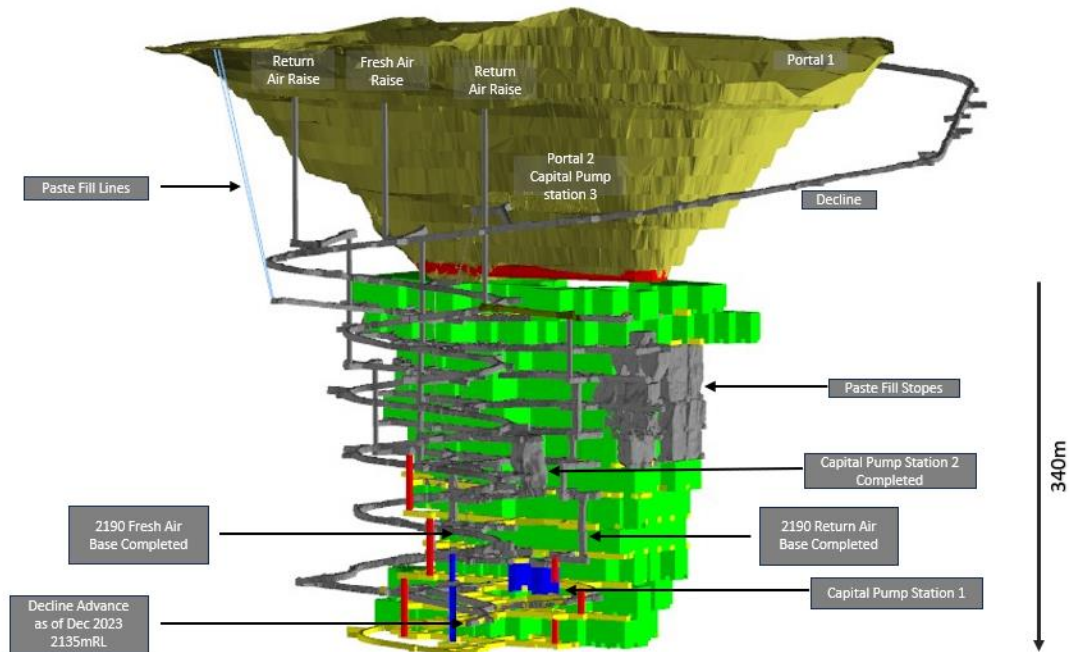 Return
Air Raise
Fresh Air
Raise
Return
Air Raise
Portal 1
Paste Fill Lines
Portal 2
Capital Pump
station 3
Decline
Paste Fill Stopes
340m
Capital Pump Station 2
Completed
2190 Fresh Air
Base Completed
2190 Return Air
Base Completed
Capital Pump Station 1
Decline Advance
as of Dec 2023
2135mRL